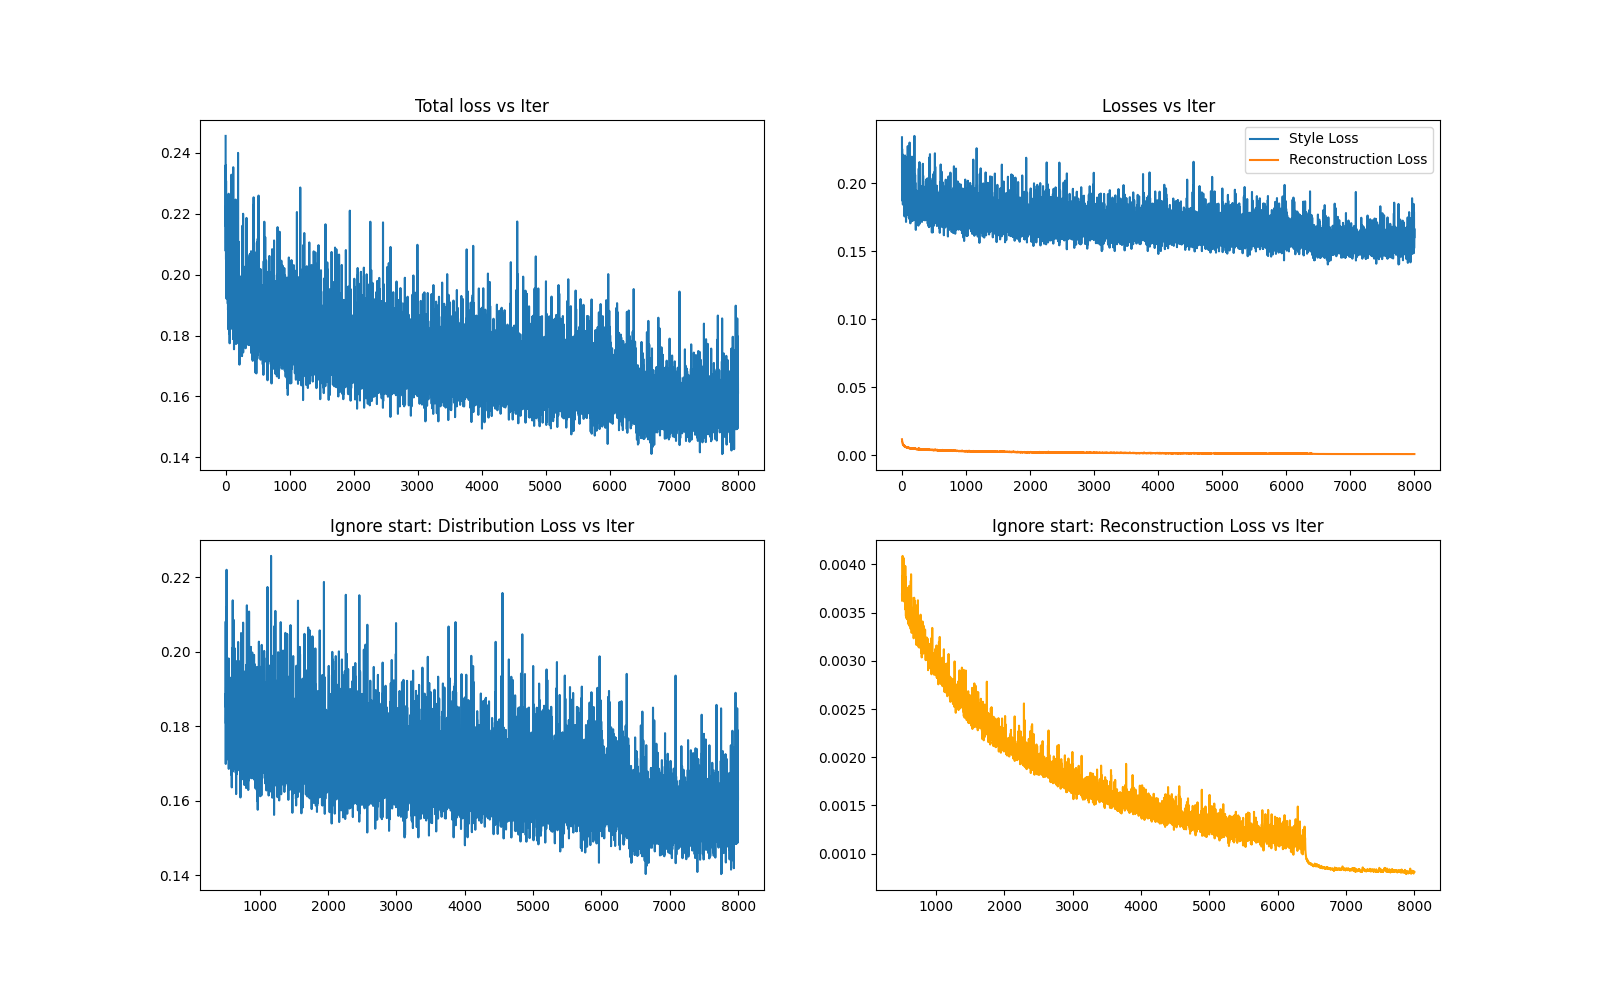 Total loss vs Iter
0.24
0.22
0.20
0.18
0.16
0.14
0 1000 2000 3000 4000 5000 6000 7000 8000
Losses vs Iter
Style Loss
Reconstruction Loss
0.20
0.15
0.10
0.05
0.00
0 1000 2000 3000 4000 5000 6000 7000 8000
Ignore start: Distribution Loss vs Iter
0.22
0.20
0.18
0.16
0.14
1000 2000 3000 4000 5000 6000 7000 8000
Ignore start: Reconstruction Loss vs Iter
0.0040
0.0035
0.0030
0.0025
0.0020
0.0015
0.0010
1000 2000 3000 4000 5000 6000 7000 8000